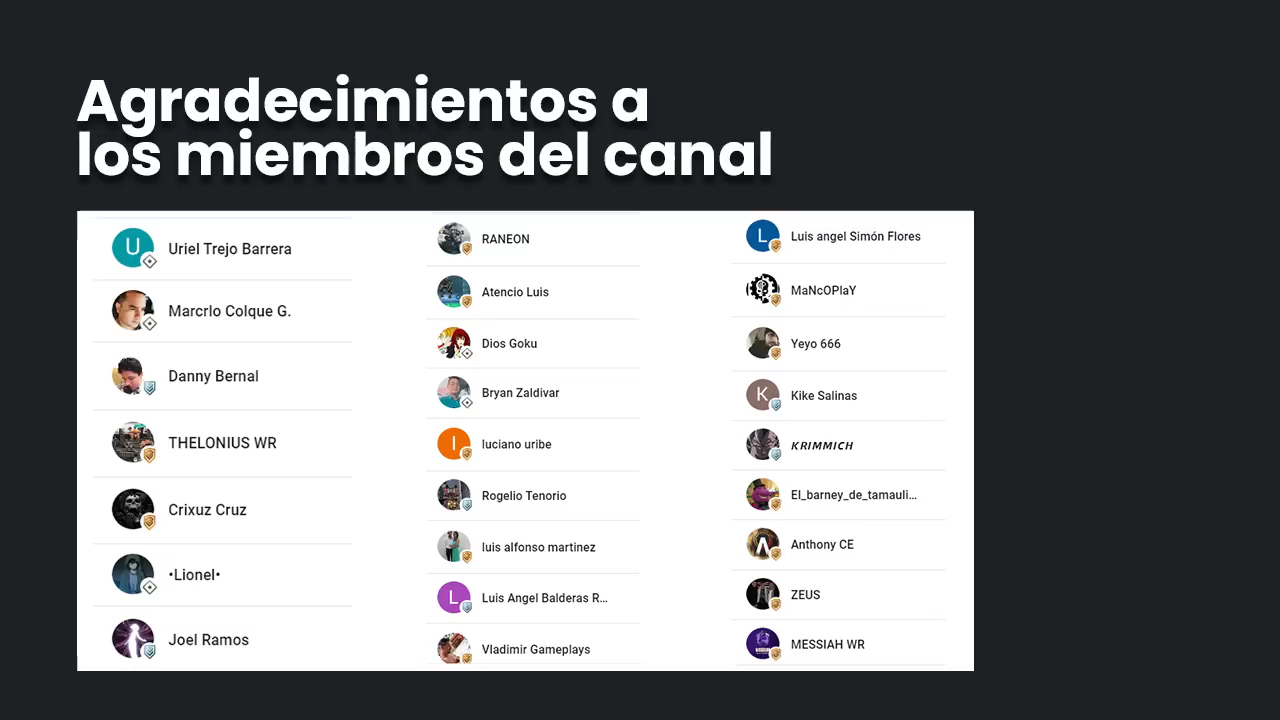 Agradecimientos a
los miembros del canal
U
Uriel Trejo Barrera
Marcrlo Colque G.
Danny Bernal
THELONIUS WR
Crixuz Cruz
•Lionel•
Joel Ramos
RANEON
Atencio Luis
Dios Goku
Bryan Zaldivar
l
luciano uribe
Rogelio Tenorio
luis alfonso martinez
L
Luis Angel Balderas R...
Vladimir Gameplays
L
Luis angel Simón Flores
MaNcOPlaY
Yeyo 666
K
Kike Salinas
KRIMMICH
El_barney_de_tamauli...
Anthony CE
ZEUS
MESSIAH WR